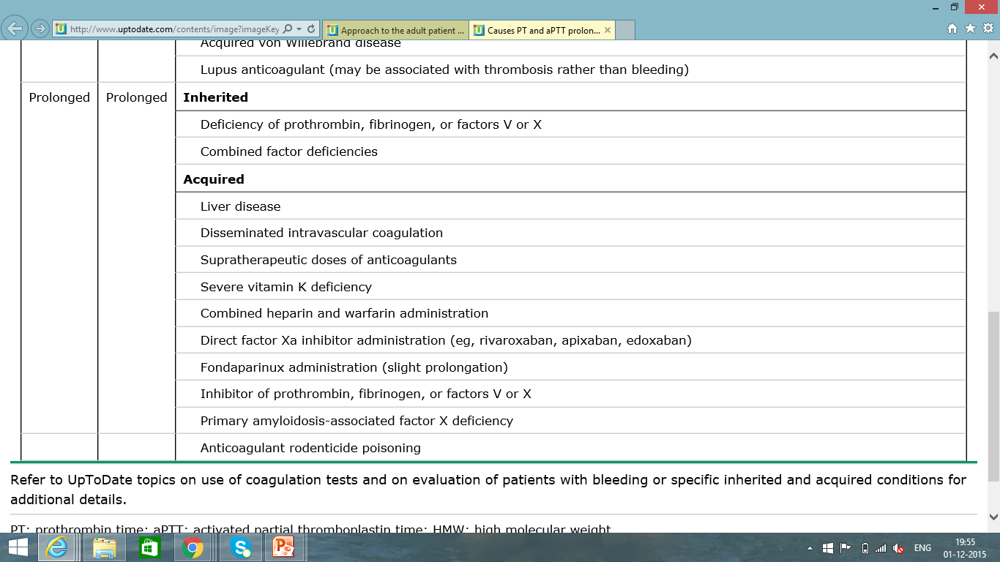 http://www.uptodate.com/contents/image?imageKey
Approach to the adult patient ...
Causes PT and aPTT prolon...
Acquired von Willebrand disease
Lupus anticoagulant (may be associated with thrombosis rather than bleeding)
Prolonged Prolonged Inherited
Deficiency of prothrombin, fibrinogen, or factors V or X
Combined factor deficiencies
Acquired
Liver disease
Disseminated intravascular coagulation
Supratherapeutic doses of anticoagulants
Severe vitamin K deficiency
Combined heparin and warfarin administration
Direct factor Xa inhibitor administration (eg, rivaroxaban, apixaban, edoxaban)
Fondaparinux administration (slight prolongation)
Inhibitor of prothrombin, fibrinogen, or factors V or X
Primary amyloidosis-associated factor X deficiency
Anticoagulant rodenticide poisoning
Refer to UpToDate topics on use of coagulation tests and on evaluation of patients with bleeding or specific inherited and acquired conditions for
additional details.
PT: prothrombin time; aPTT: activated partial thromboplastin time; HMW: high molecular weight
ENG
19:55
01-12-2015